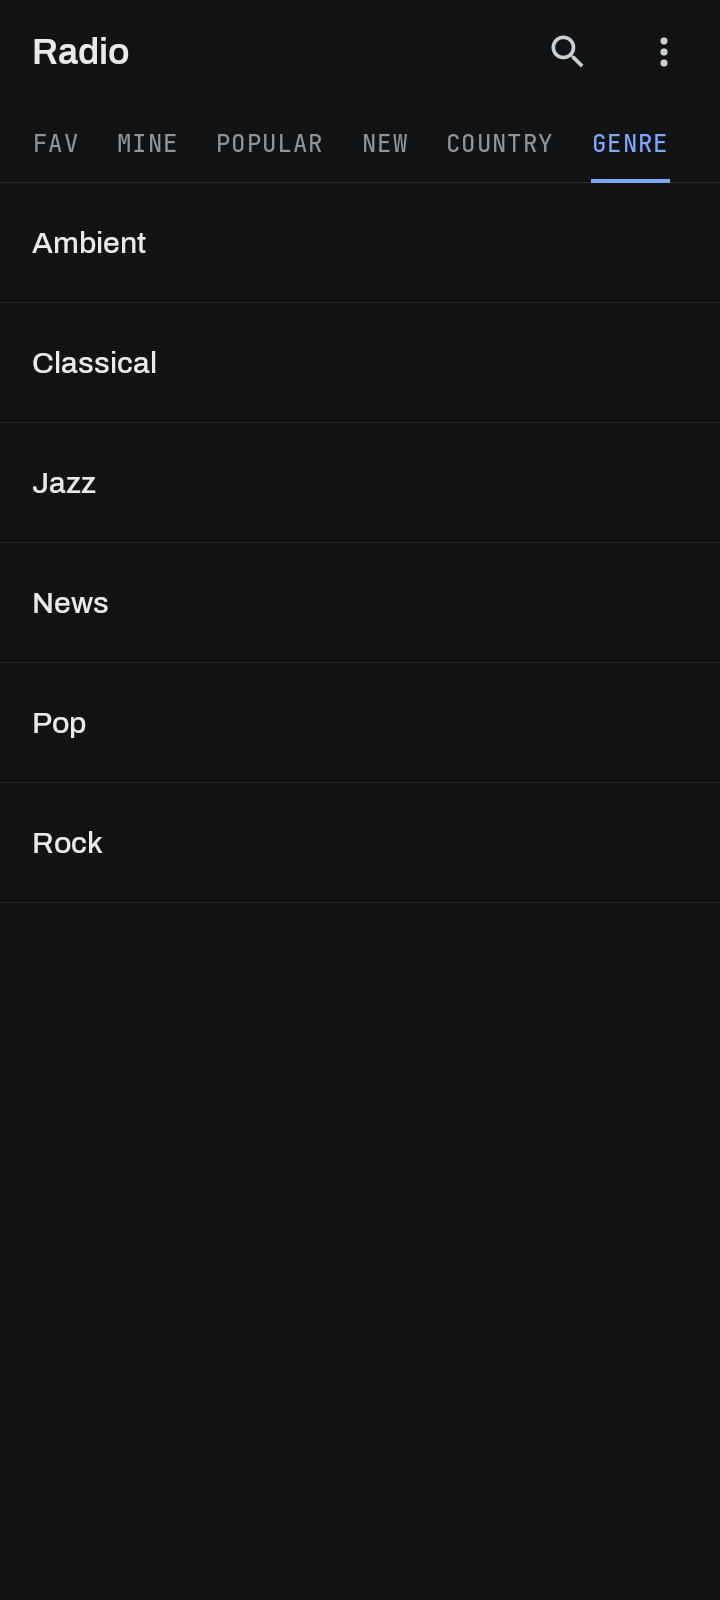 Radio
FAV MINE POPULAR NEW COUNTRY GENRE
Ambient
Classical
Jazz
News
Pop
Rock